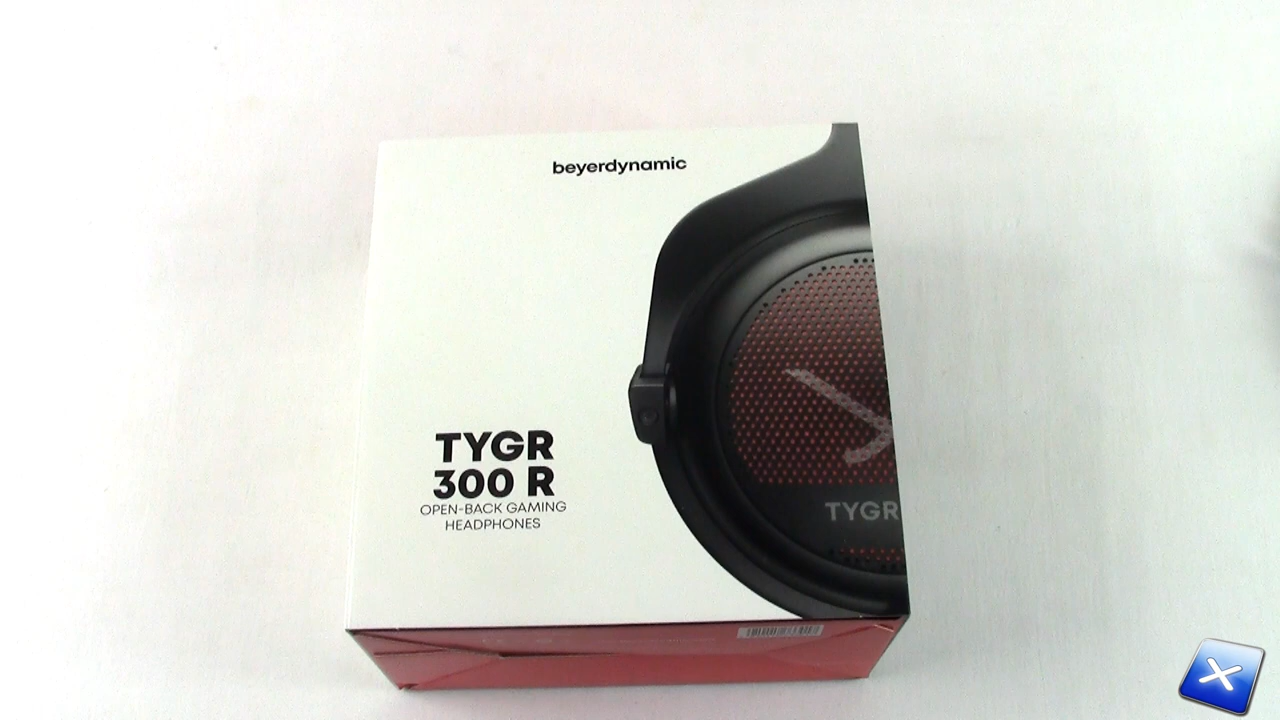 beyerdynamic
TYGR
300 R
OPEN-BACK GAMING
HEADPHONES
TYGR